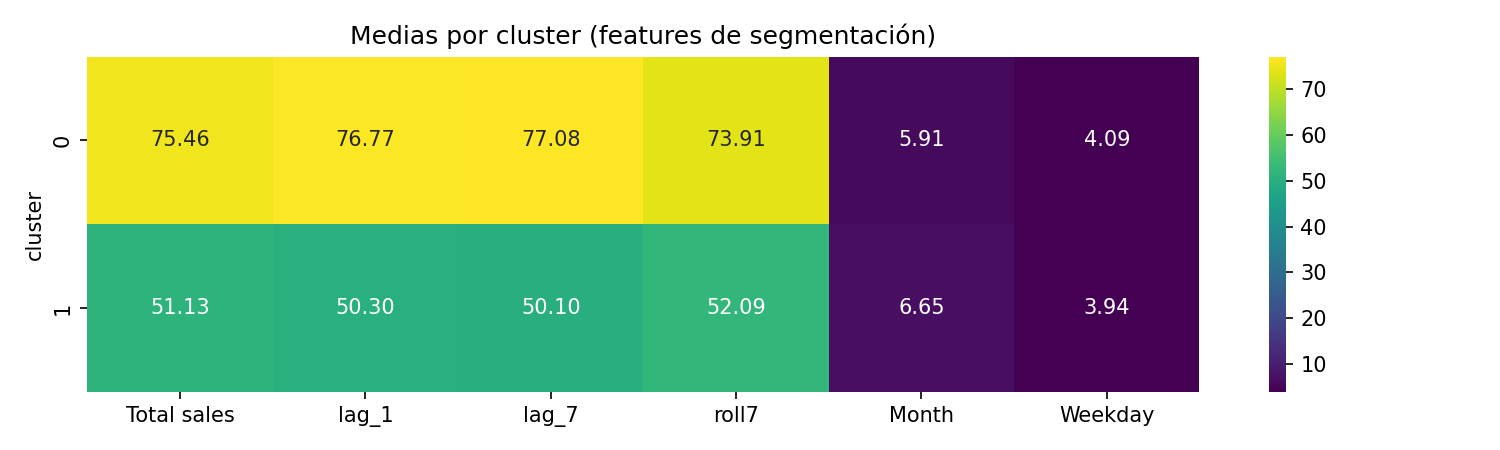 Medias por cluster (features de segmentación)
cluster
0
75.46 76.77 77.08 73.91 5.91 4.09
1
51.13 50.30 50.10 52.09 6.65 3.94
Total sales lag_1 lag_7 roll7 Month Weekday
70
60
50
40
30
20
10